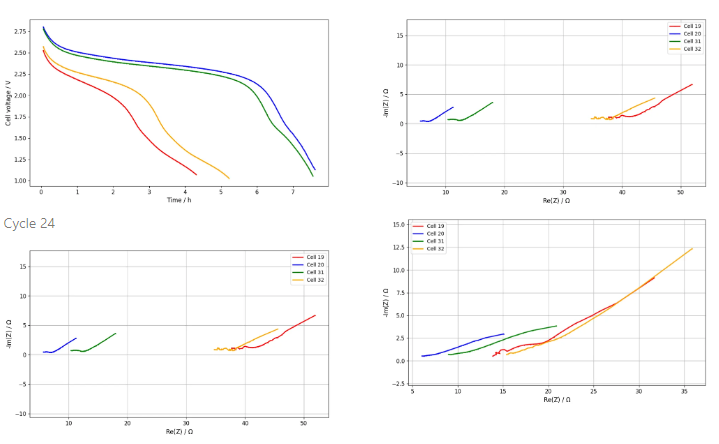 2.75
2.50
2.25
2.00
1.75
1.50
1.25
1.00
Cell voltage / V
0 1 2 3 4 5 6 7
Time / h
Cell 19
Cell 20
Cell 31
Cell 32
15
10
5
0
−5
−10
-Im(Z) / Ω
10 20 30 40 50
Re(Z) / Ω
Cycle 24
Cell 19
Cell 20
Cell 31
Cell 32
15
10
5
0
−5
−10
-Im(Z) / Ω
10 20 30 40 50
Re(Z) / Ω
Cell 19
Cell 20
Cell 31
Cell 32
15.0
12.5
10.0
7.5
5.0
2.5
0.0
−2.5
-Im(Z) / Ω
5 10 15 20 25 30 35
Re(Z) / Ω